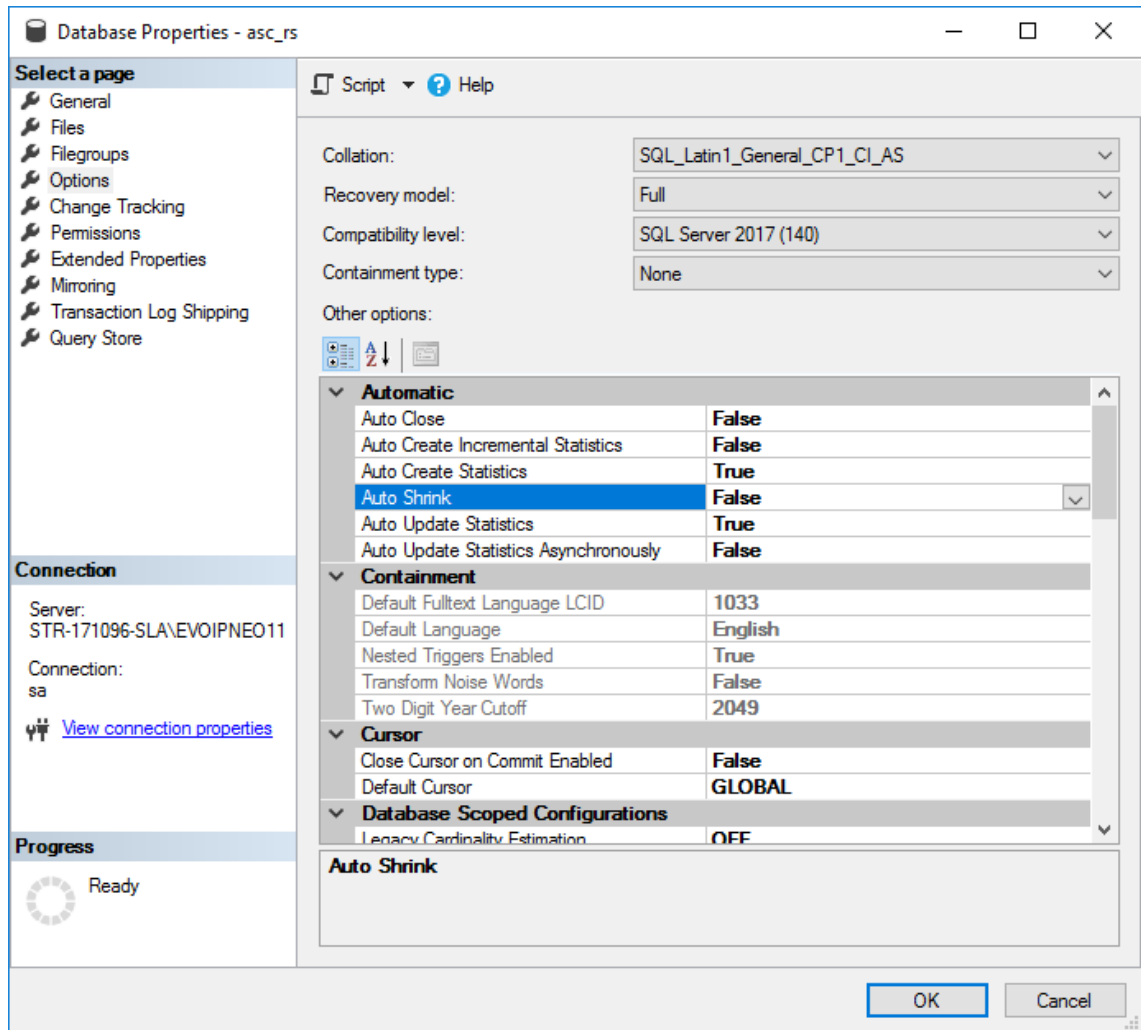 Database Properties - asc_rs
Select a page
General
Files
Filegroups
Options
Change Tracking
Permissions
Extended Properties
Mirroring
Transaction Log Shipping
Query Store
Connection
Server:
STR-171096-SLA\EVOIPNEO11
Connection:
sa
View connection properties
Progress
Ready
Script Help
Collation: SQL_Latin1_General_CP1_CI_AS
Recovery model: Full
Compatibility level: SQL Server 2017 (140)
Containment type: None
Other options:
Automatic
Auto Close False
Auto Create Incremental Statistics False
Auto Create Statistics True
Auto Shrink False
Auto Update Statistics True
Auto Update Statistics Asynchronously False
Containment
Default Fulltext Language LCID 1033
Default Language English
Nested Triggers Enabled True
Transform Noise Words False
Two Digit Year Cutoff 2049
Cursor
Close Cursor on Commit Enabled False
Default Cursor GLOBAL
Database Scoped Configurations
Legacy Cardinality Estimation OFF
Auto Shrink
OK Cancel